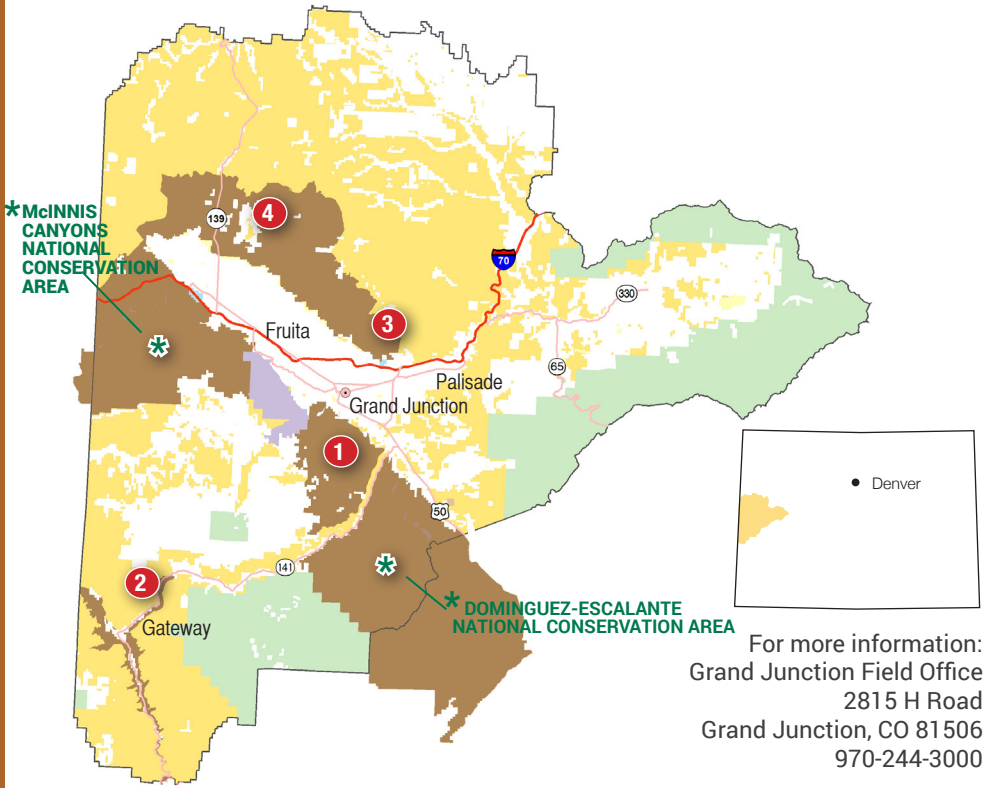 139
4
* McINNIS
CANYONS
NATIONAL
CONSERVATION
AREA
70
330
3
*
Fruita
65
Palisade
Grand Junction
1
Denver
50
*
141
2
* DOMINGUEZ-ESCALANTE
NATIONAL CONSERVATION AREA
Gateway
For more information:
Grand Junction Field Office
2815 H Road
Grand Junction, CO 81506
970-244-3000